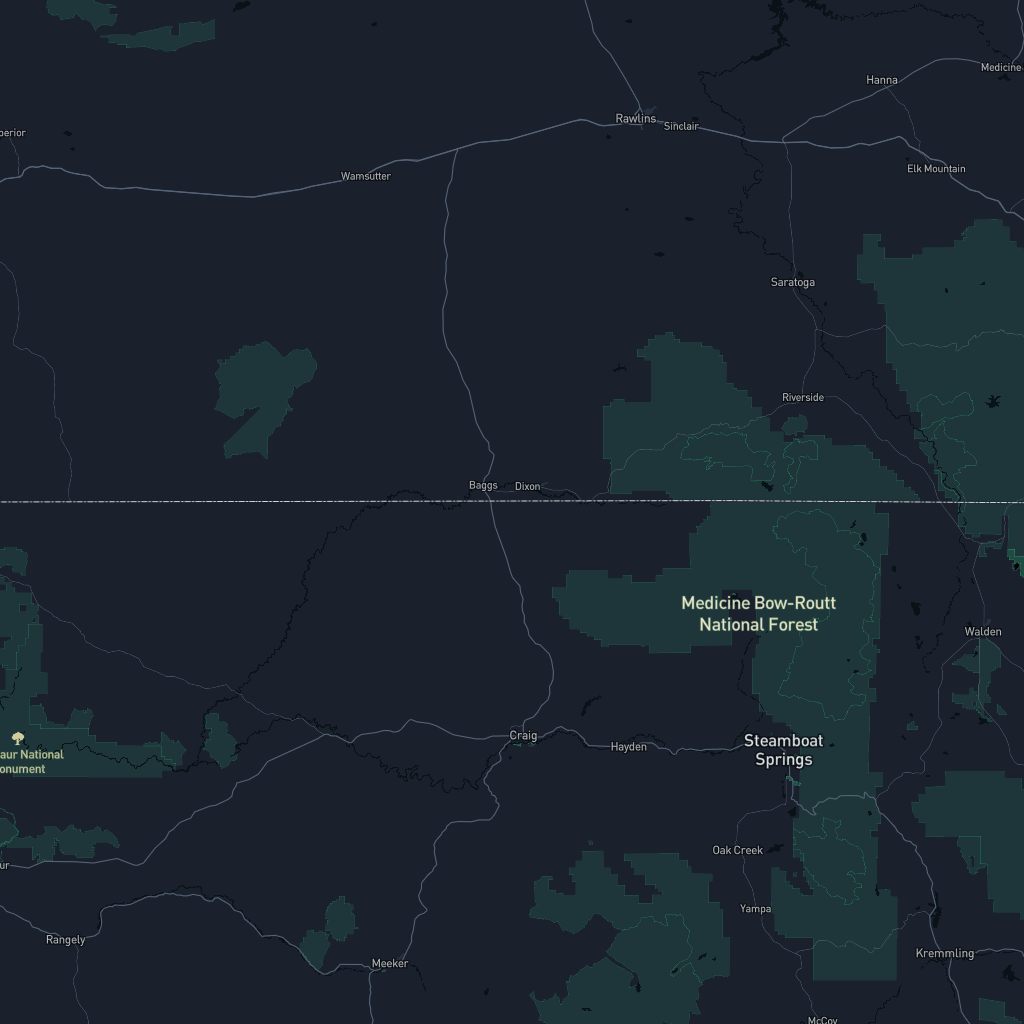 Medicine
Hanna
Rawlins
Sinclair
perior
Elk Mountain
Wamsutter
Saratoga
Riverside
Baggs
Dixon
Medicine Bow-Routt
National Forest
Walden
Craig
Hayden
Steamboat
Springs
aur National
onument
Oak Creek
ur
Yampa
Rangely
Meeker
Kremmling
McCoy